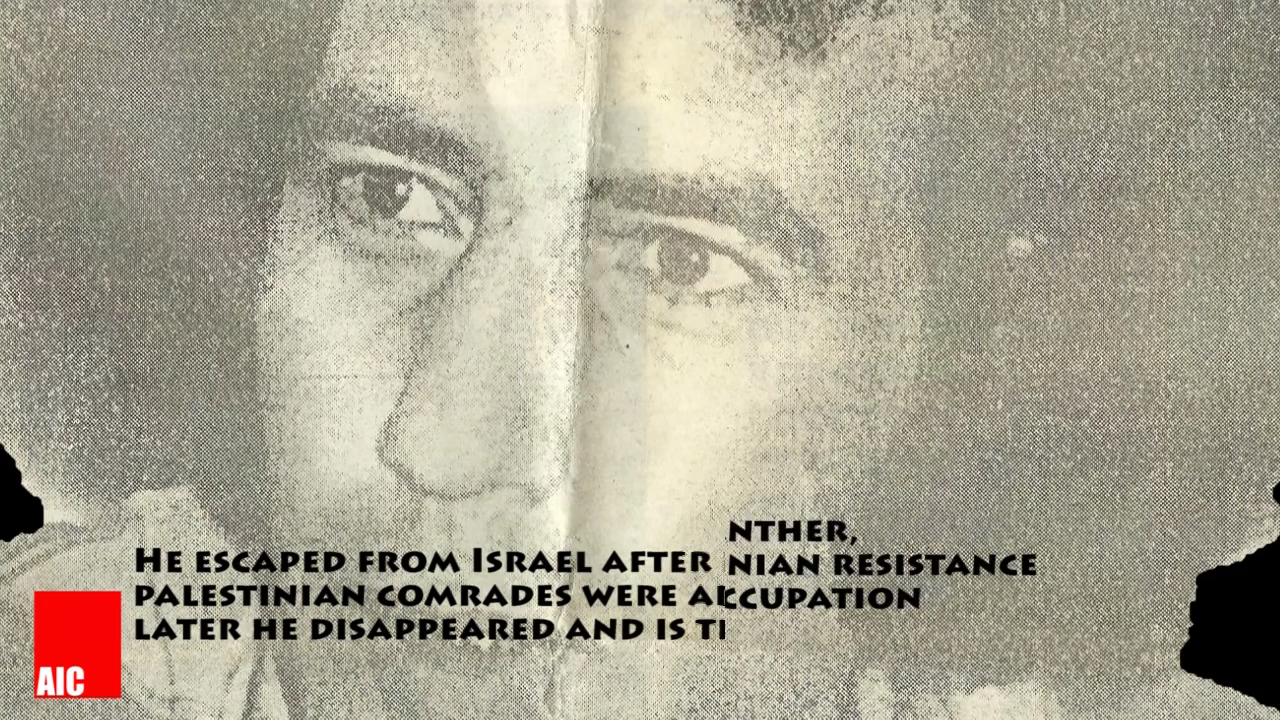 He escaped from Israel after
palestinian comrades were
later he disappeared and is
nther,
nian resistance
ccupation
AIC